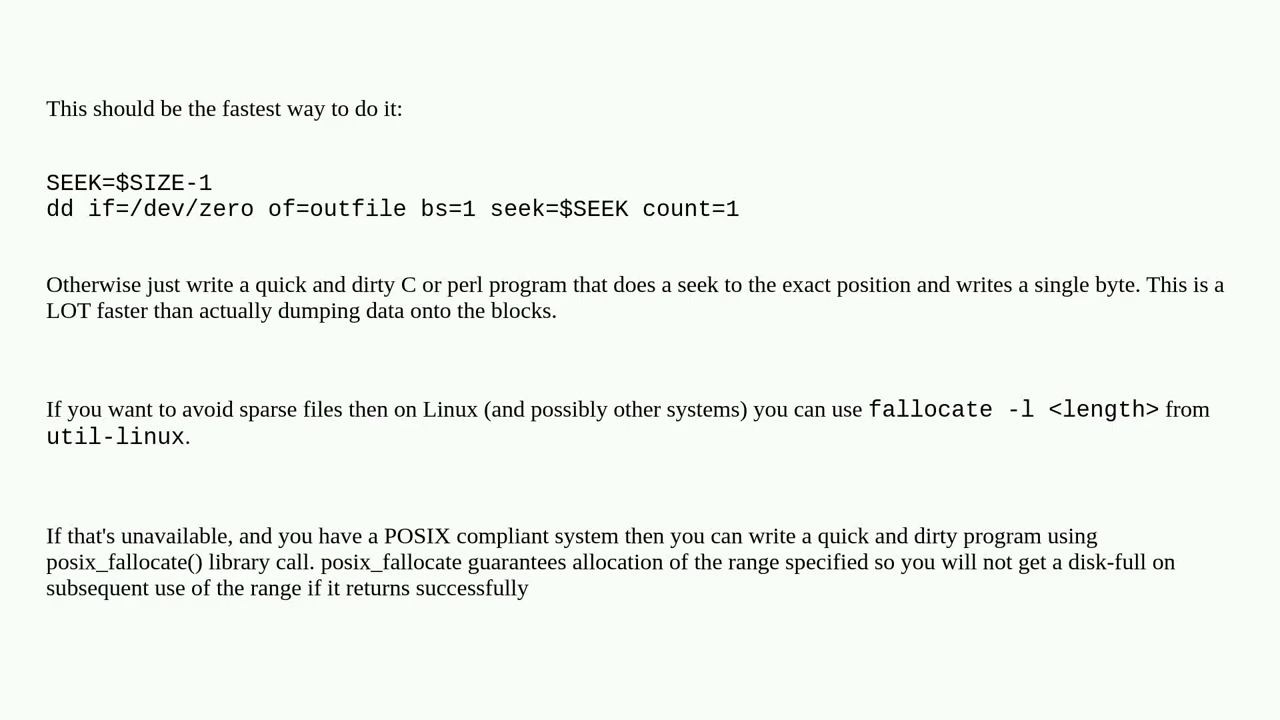 This should be the fastest way to do it:
SEEK=$SIZE-1
dd if=/dev/zero of=outfile bs=1 seek=$SEEK count=1
Otherwise just write a quick and dirty C or perl program that does a seek to the exact position and writes a single byte. This is a
LOT faster than actually dumping data onto the blocks.
If you want to avoid sparse files then on Linux (and possibly other systems) you can use fallocate -l <length> from
util-linux.
If that's unavailable, and you have a POSIX compliant system then you can write a quick and dirty program using
posix_fallocate() library call. posix_fallocate guarantees allocation of the range specified so you will not get a disk-full on
subsequent use of the range if it returns successfully